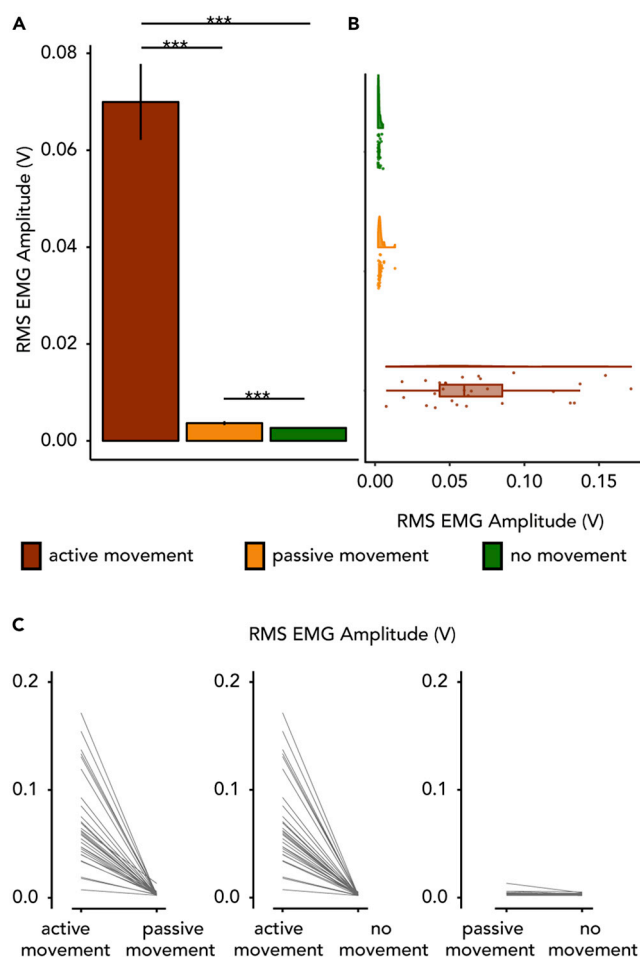 A
B
***
***
0.08
0.06
0.04
0.02
0.00
RMS EMG Amplitude (V)
***
0.00 0.05 0.10 0.15
RMS EMG Amplitude (V)
active movement passive movement no movement
C
RMS EMG Amplitude (V)
0.2 0.2 0.2
0.1 0.1 0.1
0.0 0.0 0.0
active passive active no passive no
movement movement movement movement movement movement